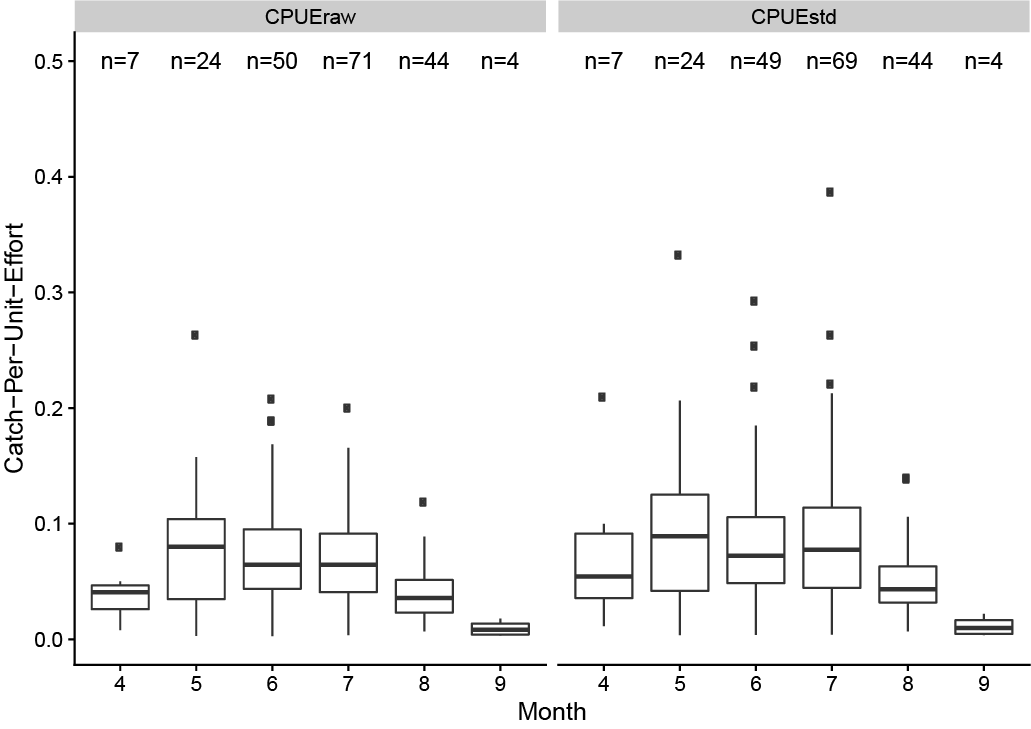 CPUEraw CPUEstd
0.5 n=7 n=24 n=50 n=71 n=44 n=4 n=7 n=24 n=49 n=69 n=44 n=4
0.4
0.3
0.2
0.1
0.0
Catch−Per−Unit−Effort
4 5 6 7 8 9 4 5 6 7 8 9
Month